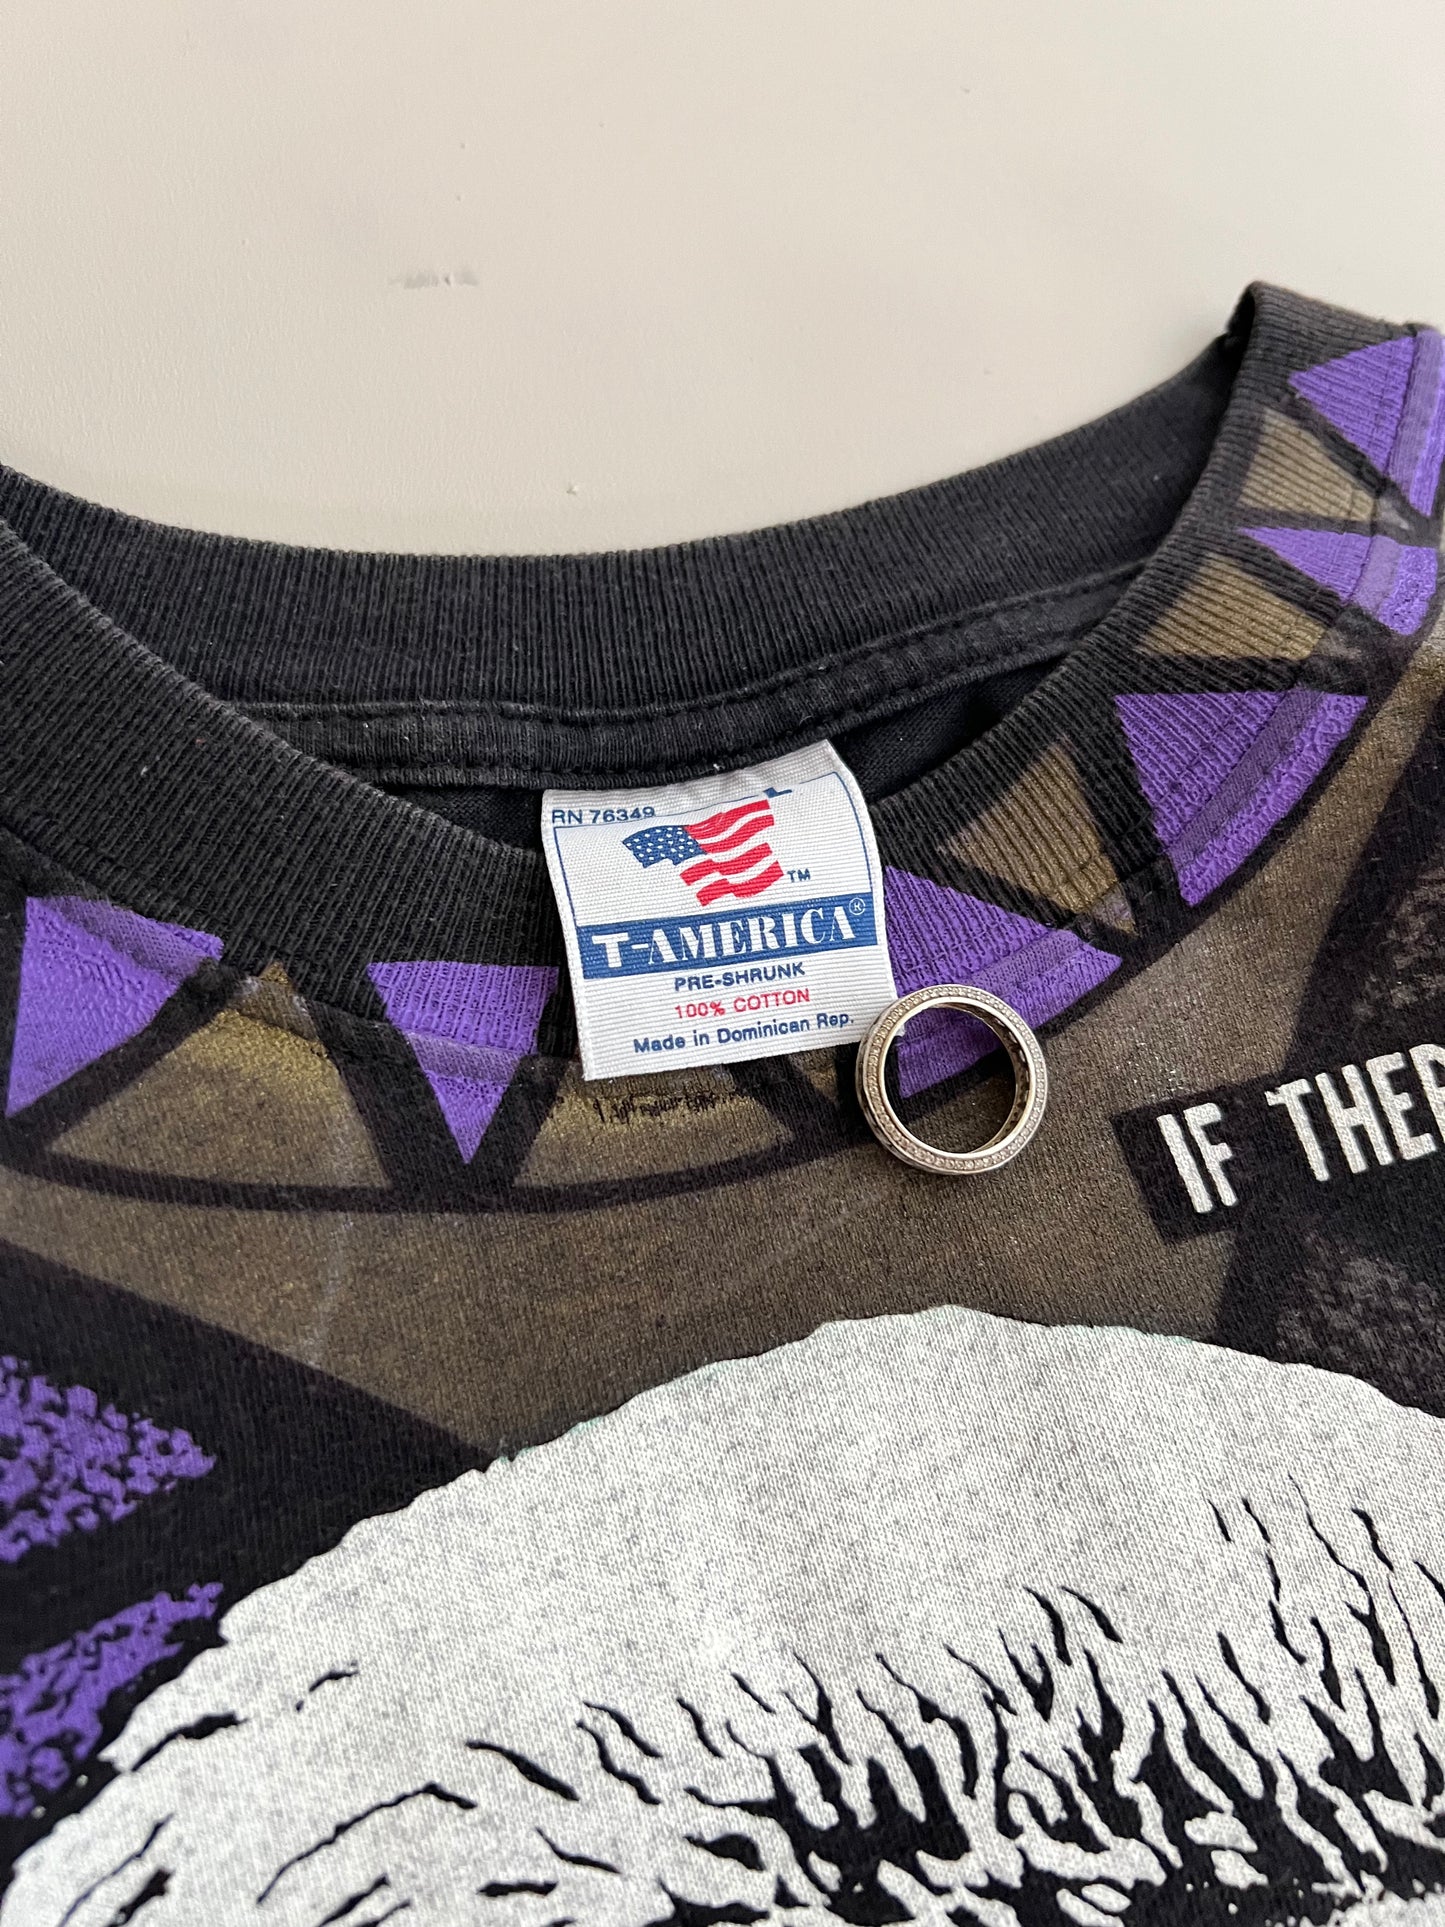 L
RN 76349
TM
T-AMERICA®
PRE-SHRUNK
100% COTTON
Made in Dominican Rep.
IF THER